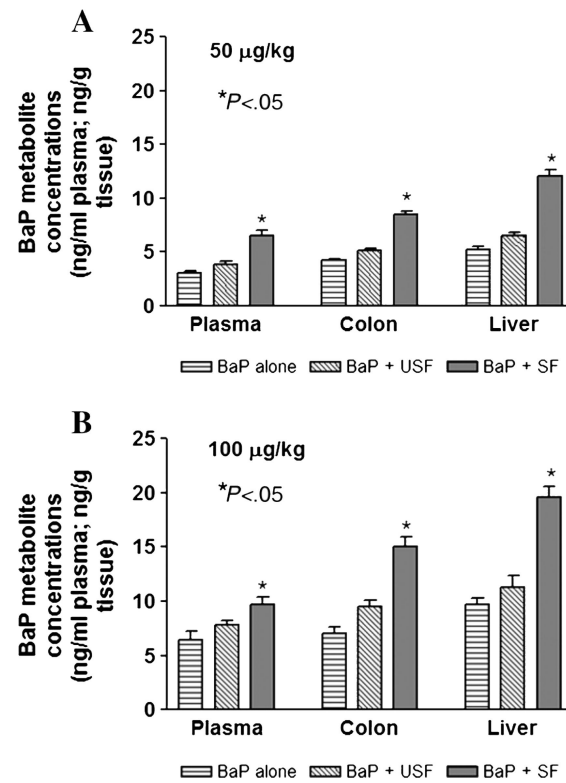 A
50 µg/kg
*P<.05
BaP metabolite
concentrations
(ng/ml plasma; ng/g
tissue)
25
20
15
10
5
0
*
*
*
Plasma Colon Liver
BaP alone BaP + USF BaP + SF
B
100 µg/kg
*P<.05
BaP metabolite
concentrations
(ng/ml plasma; ng/g
tissue)
25
20
15
10
5
0
*
*
*
Plasma Colon Liver
BaP alone BaP + USF BaP + SF